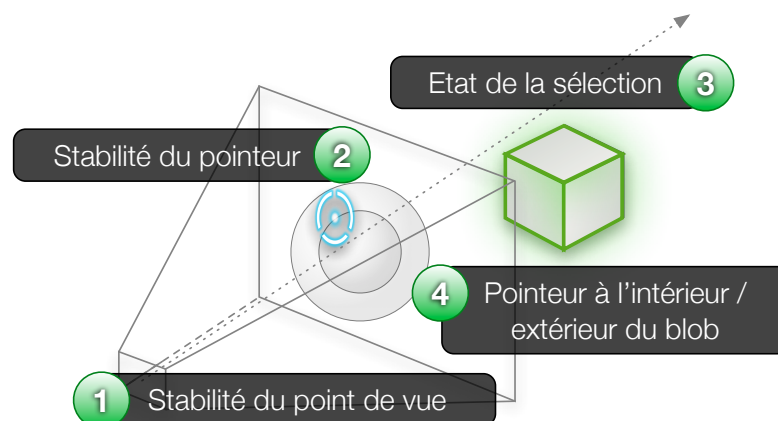 Etat de la sélection 3
Stabilité du pointeur 2
4 Pointeur à l'intérieur /
extérieur du blob
1 Stabilité du point de vue